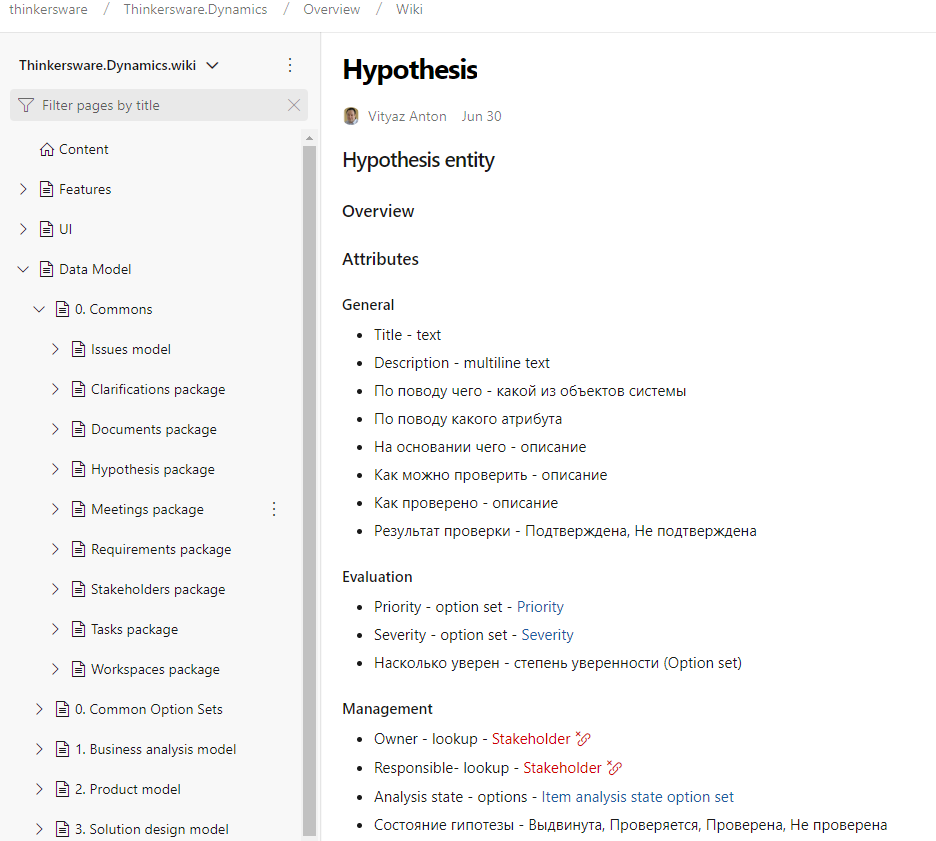 thinkersware / Thinkersware.Dynamics / Overview / Wiki
Thinkersware.Dynamics.wiki
Filter pages by title
Content
Features
UI
Data Model
0. Commons
Issues model
Clarifications package
Documents package
Hypothesis package
Meetings package
Requirements package
Stakeholders package
Tasks package
Workspaces package
0. Common Option Sets
1. Business analysis model
2. Product model
3. Solution design model
Hypothesis
Vityaz Anton Jun 30
Hypothesis entity
Overview
Attributes
General
• Title - text
• Description - multiline text
• По поводу чего - какой из объектов системы
• По поводу какого атрибута
• На основании чего - описание
• Как можно проверить - описание
• Как проверено - описание
• Результат проверки - Подтверждена, Не подтверждена
Evaluation
• Priority - option set - Priority
• Severity - option set - Severity
• Насколько уверен - степень уверенности (Option set)
Management
• Owner - lookup - Stakeholder
• Responsible- lookup - Stakeholder
• Analysis state - options - Item analysis state option set
• Состояние гипотезы - Выдвинута, Проверяется, Проверена, Не проверена